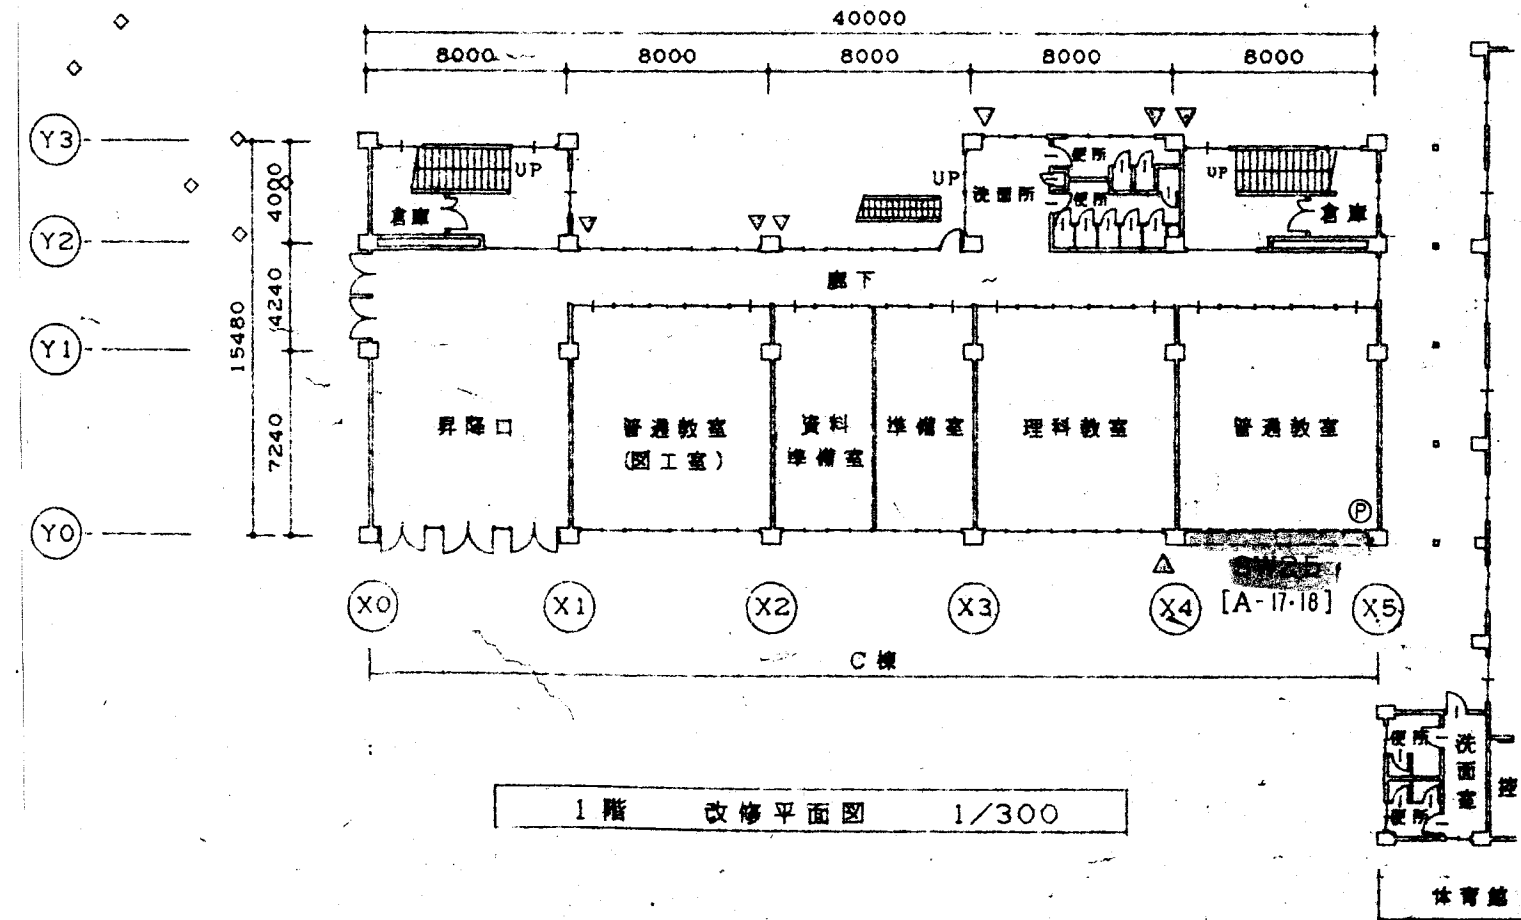 40000
8000 8000 8000 8000 8000
Y3
Y2
Y1
Y0
4000
4240
7240
15480
UP
倉庫
UP
洗面所
便所
便所
UP
倉庫
廊下
昇降口
普通教室
(図工室)
資料
準備室
準備室
理科教室
普通教室
P
[A-17・18]
X0 X1 X2 X3 X4 X5
C棟
1階 改修平面図 1/300
便所
便所
洗面室
控
体育館